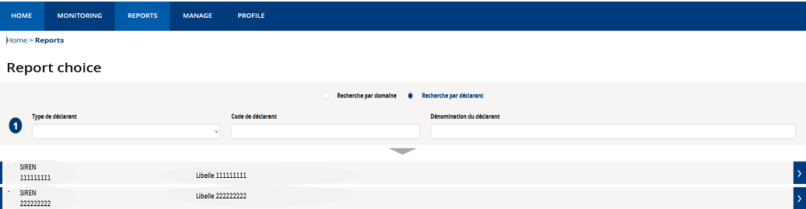 HOME MONITORING REPORTS MANAGE PROFILE
Home > Reports
Report choice
Recherche par domaine Recherche par déclarant
Type de déclarant Code de déclarant Dénomination du déclarant
1
SIREN
111111111 Libelle 111111111
SIREN
222222222 Libelle 222222222